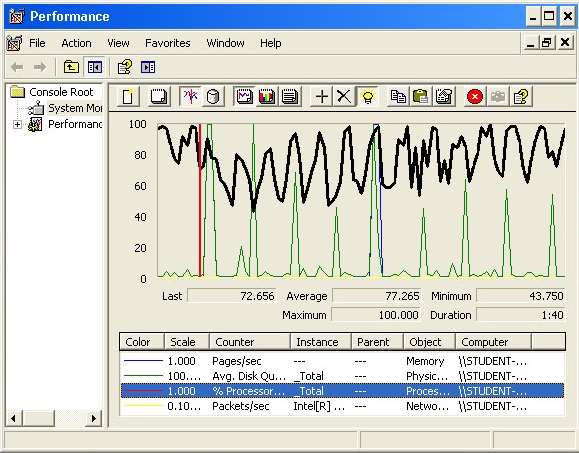 Performance
File Action View Favorites Window Help
Console Root
System Mor
Performanc
100
80
60
40
20
0
Last 72.656 Average 77.265 Minimum 43.750
Maximum 100.000 Duration 1:40
Color Scale Counter Instance Parent Object Computer
1.000 Pages/sec --- --- Memory \\STUDENT-...
100.... Avg. Disk Qu... _Total --- Physic... \\STUDENT-...
1.000 % Processor... _Total --- Proces... \\STUDENT-...
0.10... Packets/sec Intel[R] ... --- Netwo... \\STUDENT-...